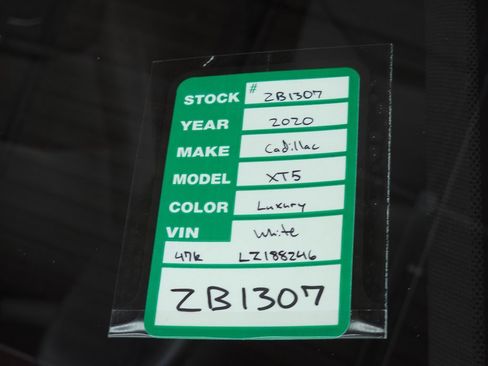 STOCK # ZB1307
YEAR 2020
MAKE Cadillac
MODEL XT5
COLOR Luxury
VIN White
47k LZ188246
ZB1307